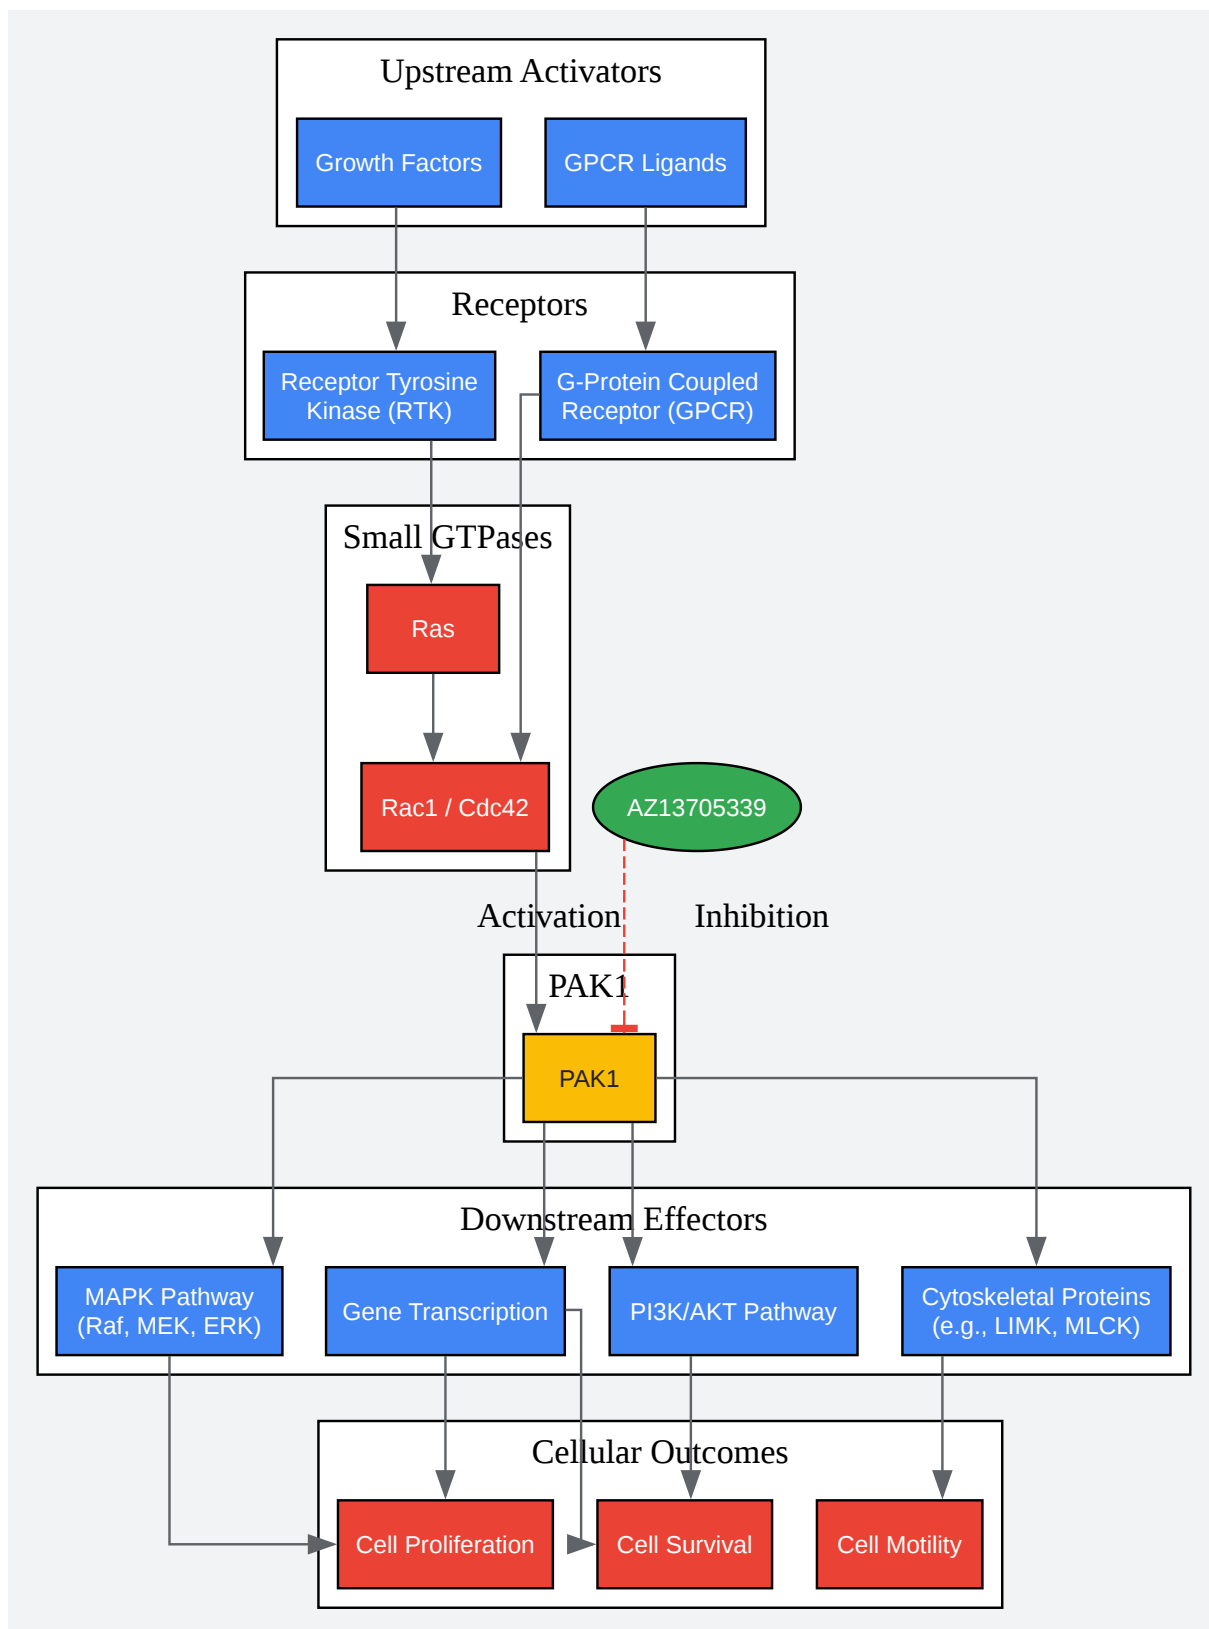 Upstream Activators
Growth Factors
GPCR Ligands
Receptors
Receptor Tyrosine
Kinase (RTK)
G-Protein Coupled
Receptor (GPCR)
Small GTPases
Ras
Rac1 / Cdc42
AZ13705339
Activation
Inhibition
PAK1
PAK1
Downstream Effectors
MAPK Pathway
(Raf, MEK, ERK)
Gene Transcription
PI3K/AKT Pathway
Cytoskeletal Proteins
(e.g., LIMK, MLCK)
Cellular Outcomes
Cell Proliferation
Cell Survival
Cell Motility